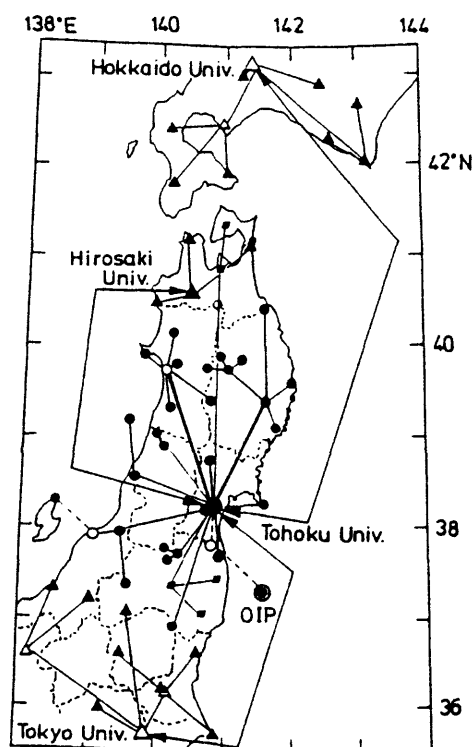 138°E 140 142 144
Hokkaido Univ.
42°N
Hirosaki
Univ.
40
38
Tohoku Univ.
OIP
36
Tokyo Univ.